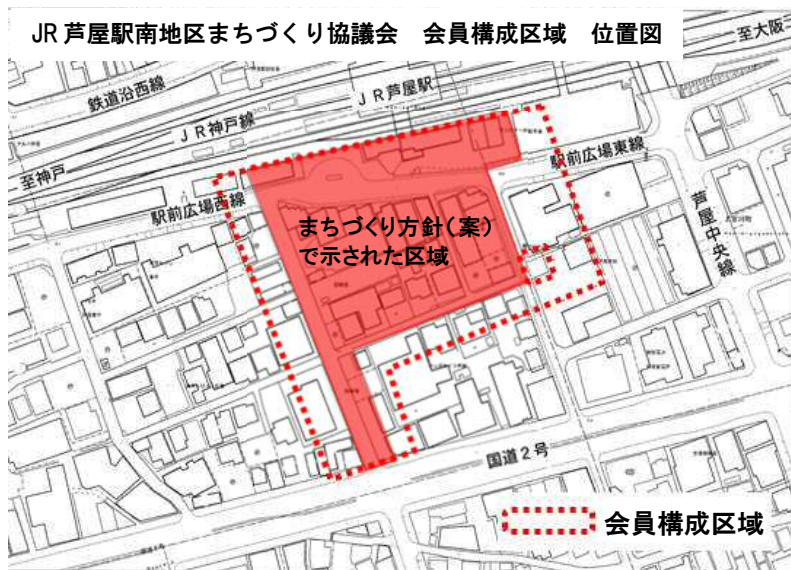 JR芦屋駅南地区まちづくり協議会 会員構成区域 位置図
至大阪
鉄道沿西線
JR芦屋駅
JR神戸線
至神戸
駅前広場東線
駅前広場西線
芦屋中央線
まちづくり方針(案)
で示された区域
国道2号
会員構成区域